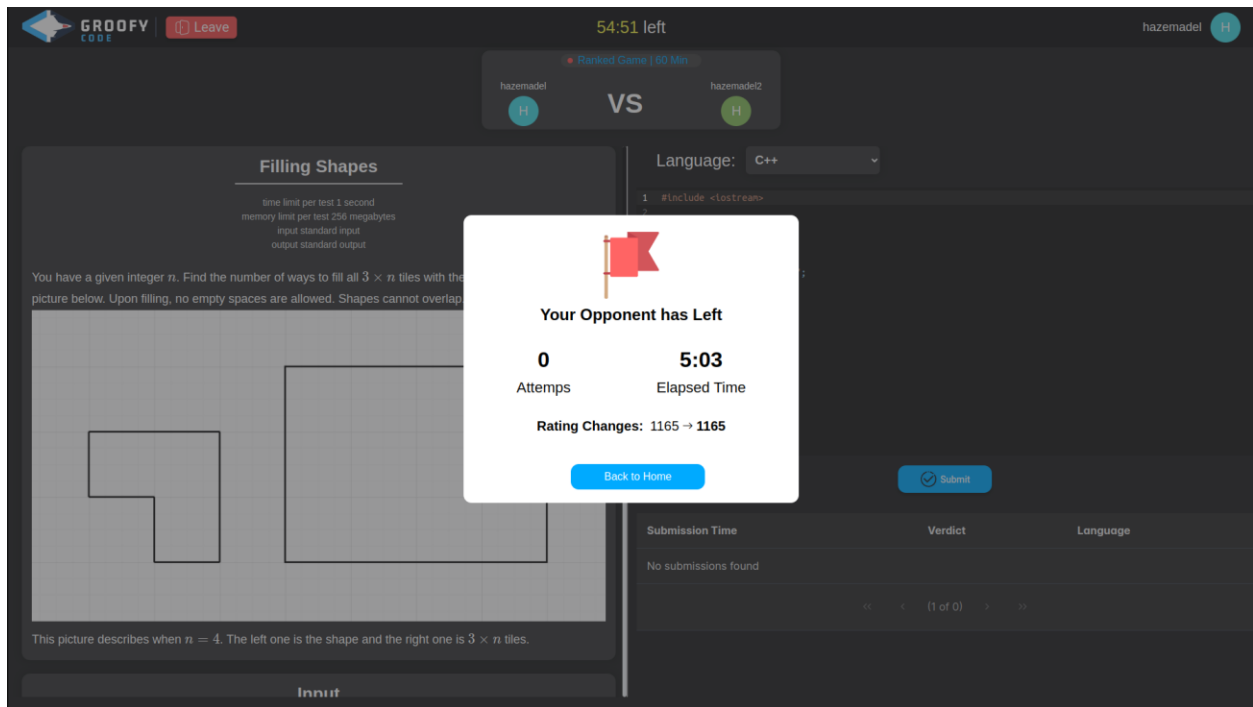 GROOFY
CODE
Leave
54:51 left
hazemadel
H
Ranked Game | 60 Min
hazemadel
H
VS
hazemadel2
H
Filling Shapes
time limit per test 1 second
memory limit per test 256 megabytes
input standard input
output standard output
You have a given integer n. Find the number of ways to fill all 3 × n tiles with the
picture below. Upon filling, no empty spaces are allowed. Shapes cannot overlap.
This picture describes when n = 4. The left one is the shape and the right one is 3 × n tiles.
Input
Language: C++
1 #include <iostream>
2
;
Your Opponent has Left
0 5:03
Attemps Elapsed Time
Rating Changes: 1165 → 1165
Back to Home
Submit
Submission Time Verdict Language
No submissions found
<< < (1 of 0) > >>